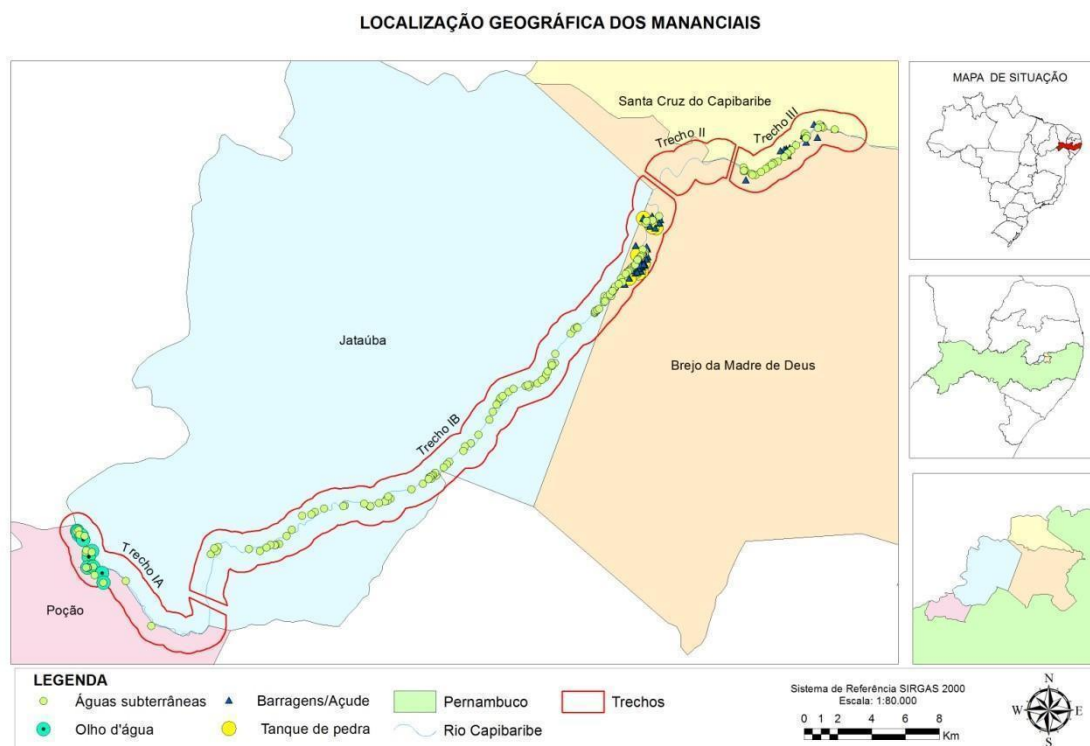 LOCALIZAÇÃO GEOGRÁFICA DOS MANANCIAIS
MAPA DE SITUAÇÃO
Santa Cruz do Capibaribe
Trecho II
Trecho III
Jataúba
Brejo da Madre de Deus
Trecho IB
Trecho IA
Poção
LEGENDA
Águas subterrâneas
Barragens/Açude
Pernambuco
Trechos
Olho d'água
Tanque de pedra
Rio Capibaribe
Sistema de Referência SIRGAS 2000
Escala: 1:80,000
0 1 2 4 6 8
Km
N
W E
S